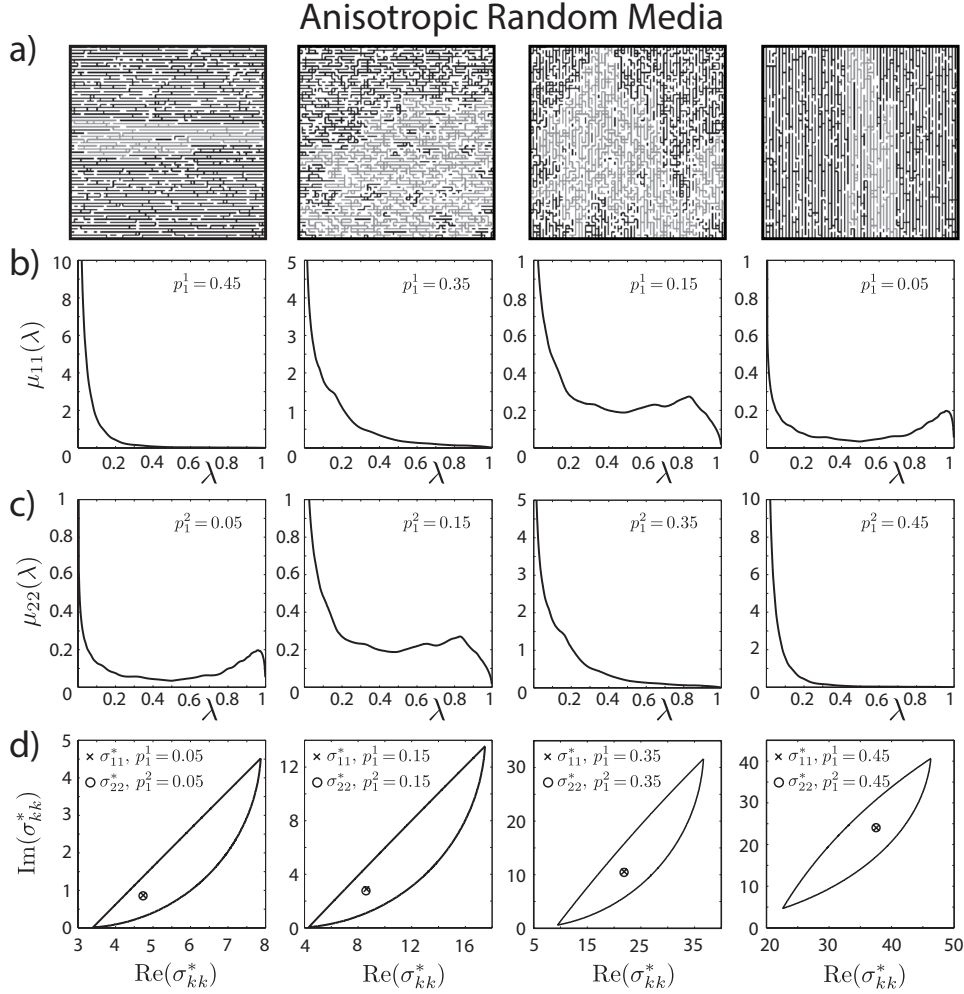 Anisotropic Random Media
a)
b)
μ₁₁(λ)
10
8
6
4
2
0
p₁¹ = 0.45
0.2 0.4 0.6 0.8 1
λ
5
4
3
2
1
0
p₁¹ = 0.35
0.2 0.4 0.6 0.8 1
λ
1
0.8
0.6
0.4
0.2
0
p₁¹ = 0.15
0.2 0.4 0.6 0.8 1
λ
1
0.8
0.6
0.4
0.2
0
p₁¹ = 0.05
0.2 0.4 0.6 0.8 1
λ
c)
μ₂₂(λ)
1
0.8
0.6
0.4
0.2
0
p₁² = 0.05
0.2 0.4 0.6 0.8 1
λ
1
0.8
0.6
0.4
0.2
0
p₁² = 0.15
0.2 0.4 0.6 0.8 1
λ
5
4
3
2
1
0
p₁² = 0.35
0.2 0.4 0.6 0.8 1
λ
10
8
6
4
2
0
p₁² = 0.45
0.2 0.4 0.6 0.8 1
λ
d)
Im(σ*ₖₖ)
5
4
3
2
1
0
× σ*₁₁, p₁¹ = 0.05
○ σ*₂₂, p₁² = 0.05
3 4 5 6 7 8
Re(σ*ₖₖ)
12
8
4
0
× σ*₁₁, p₁¹ = 0.15
○ σ*₂₂, p₁² = 0.15
4 8 12 16
Re(σ*ₖₖ)
30
20
10
0
× σ*₁₁, p₁¹ = 0.35
○ σ*₂₂, p₁² = 0.35
5 15 25 35
Re(σ*ₖₖ)
40
30
20
10
0
× σ*₁₁, p₁¹ = 0.45
○ σ*₂₂, p₁² = 0.45
20 30 40 50
Re(σ*ₖₖ)